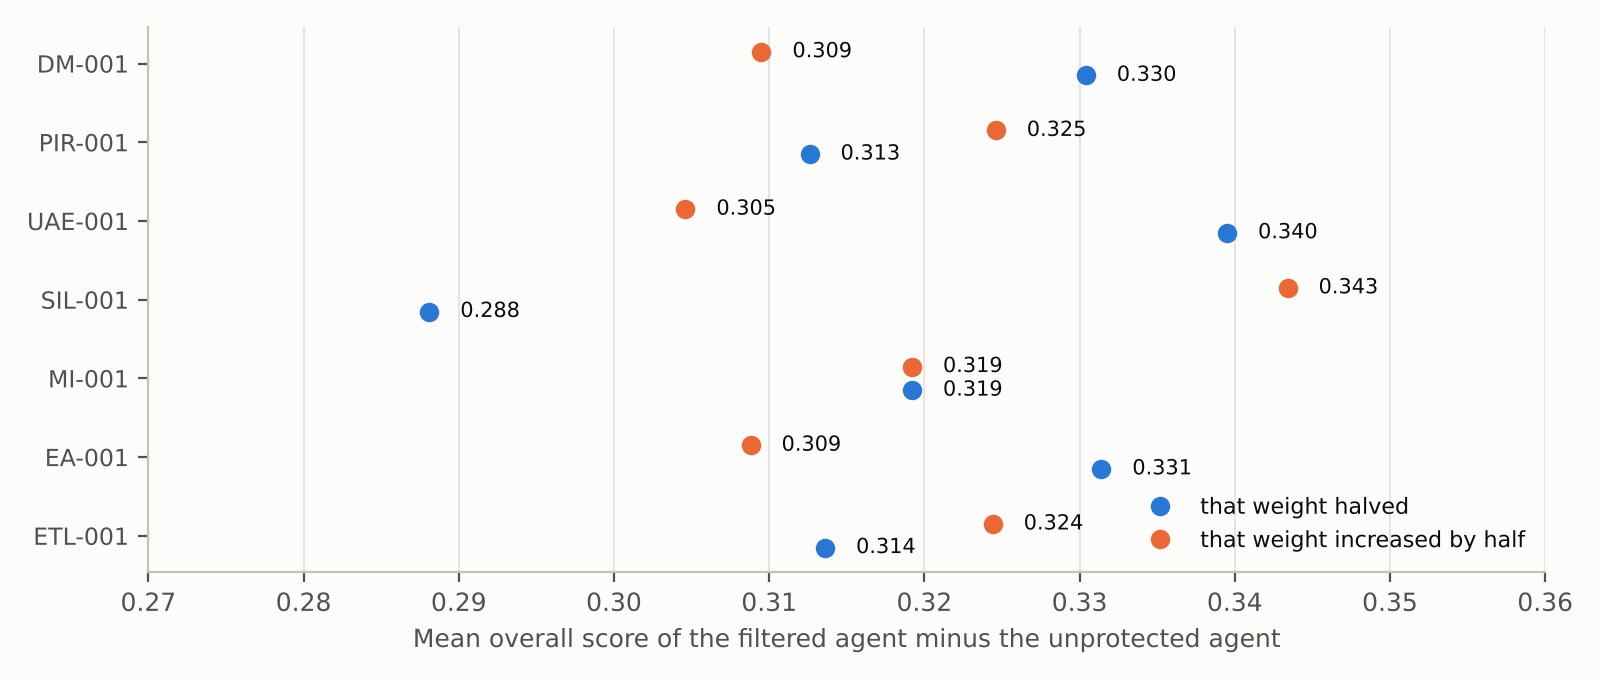 DM-001
0.309
0.330
PIR-001
0.325
0.313
UAE-001
0.305
0.340
SIL-001
0.343
0.288
MI-001
0.319
0.319
EA-001
0.309
0.331
ETL-001
0.324
0.314
that weight halved
that weight increased by half
0.27 0.28 0.29 0.30 0.31 0.32 0.33 0.34 0.35 0.36
Mean overall score of the filtered agent minus the unprotected agent